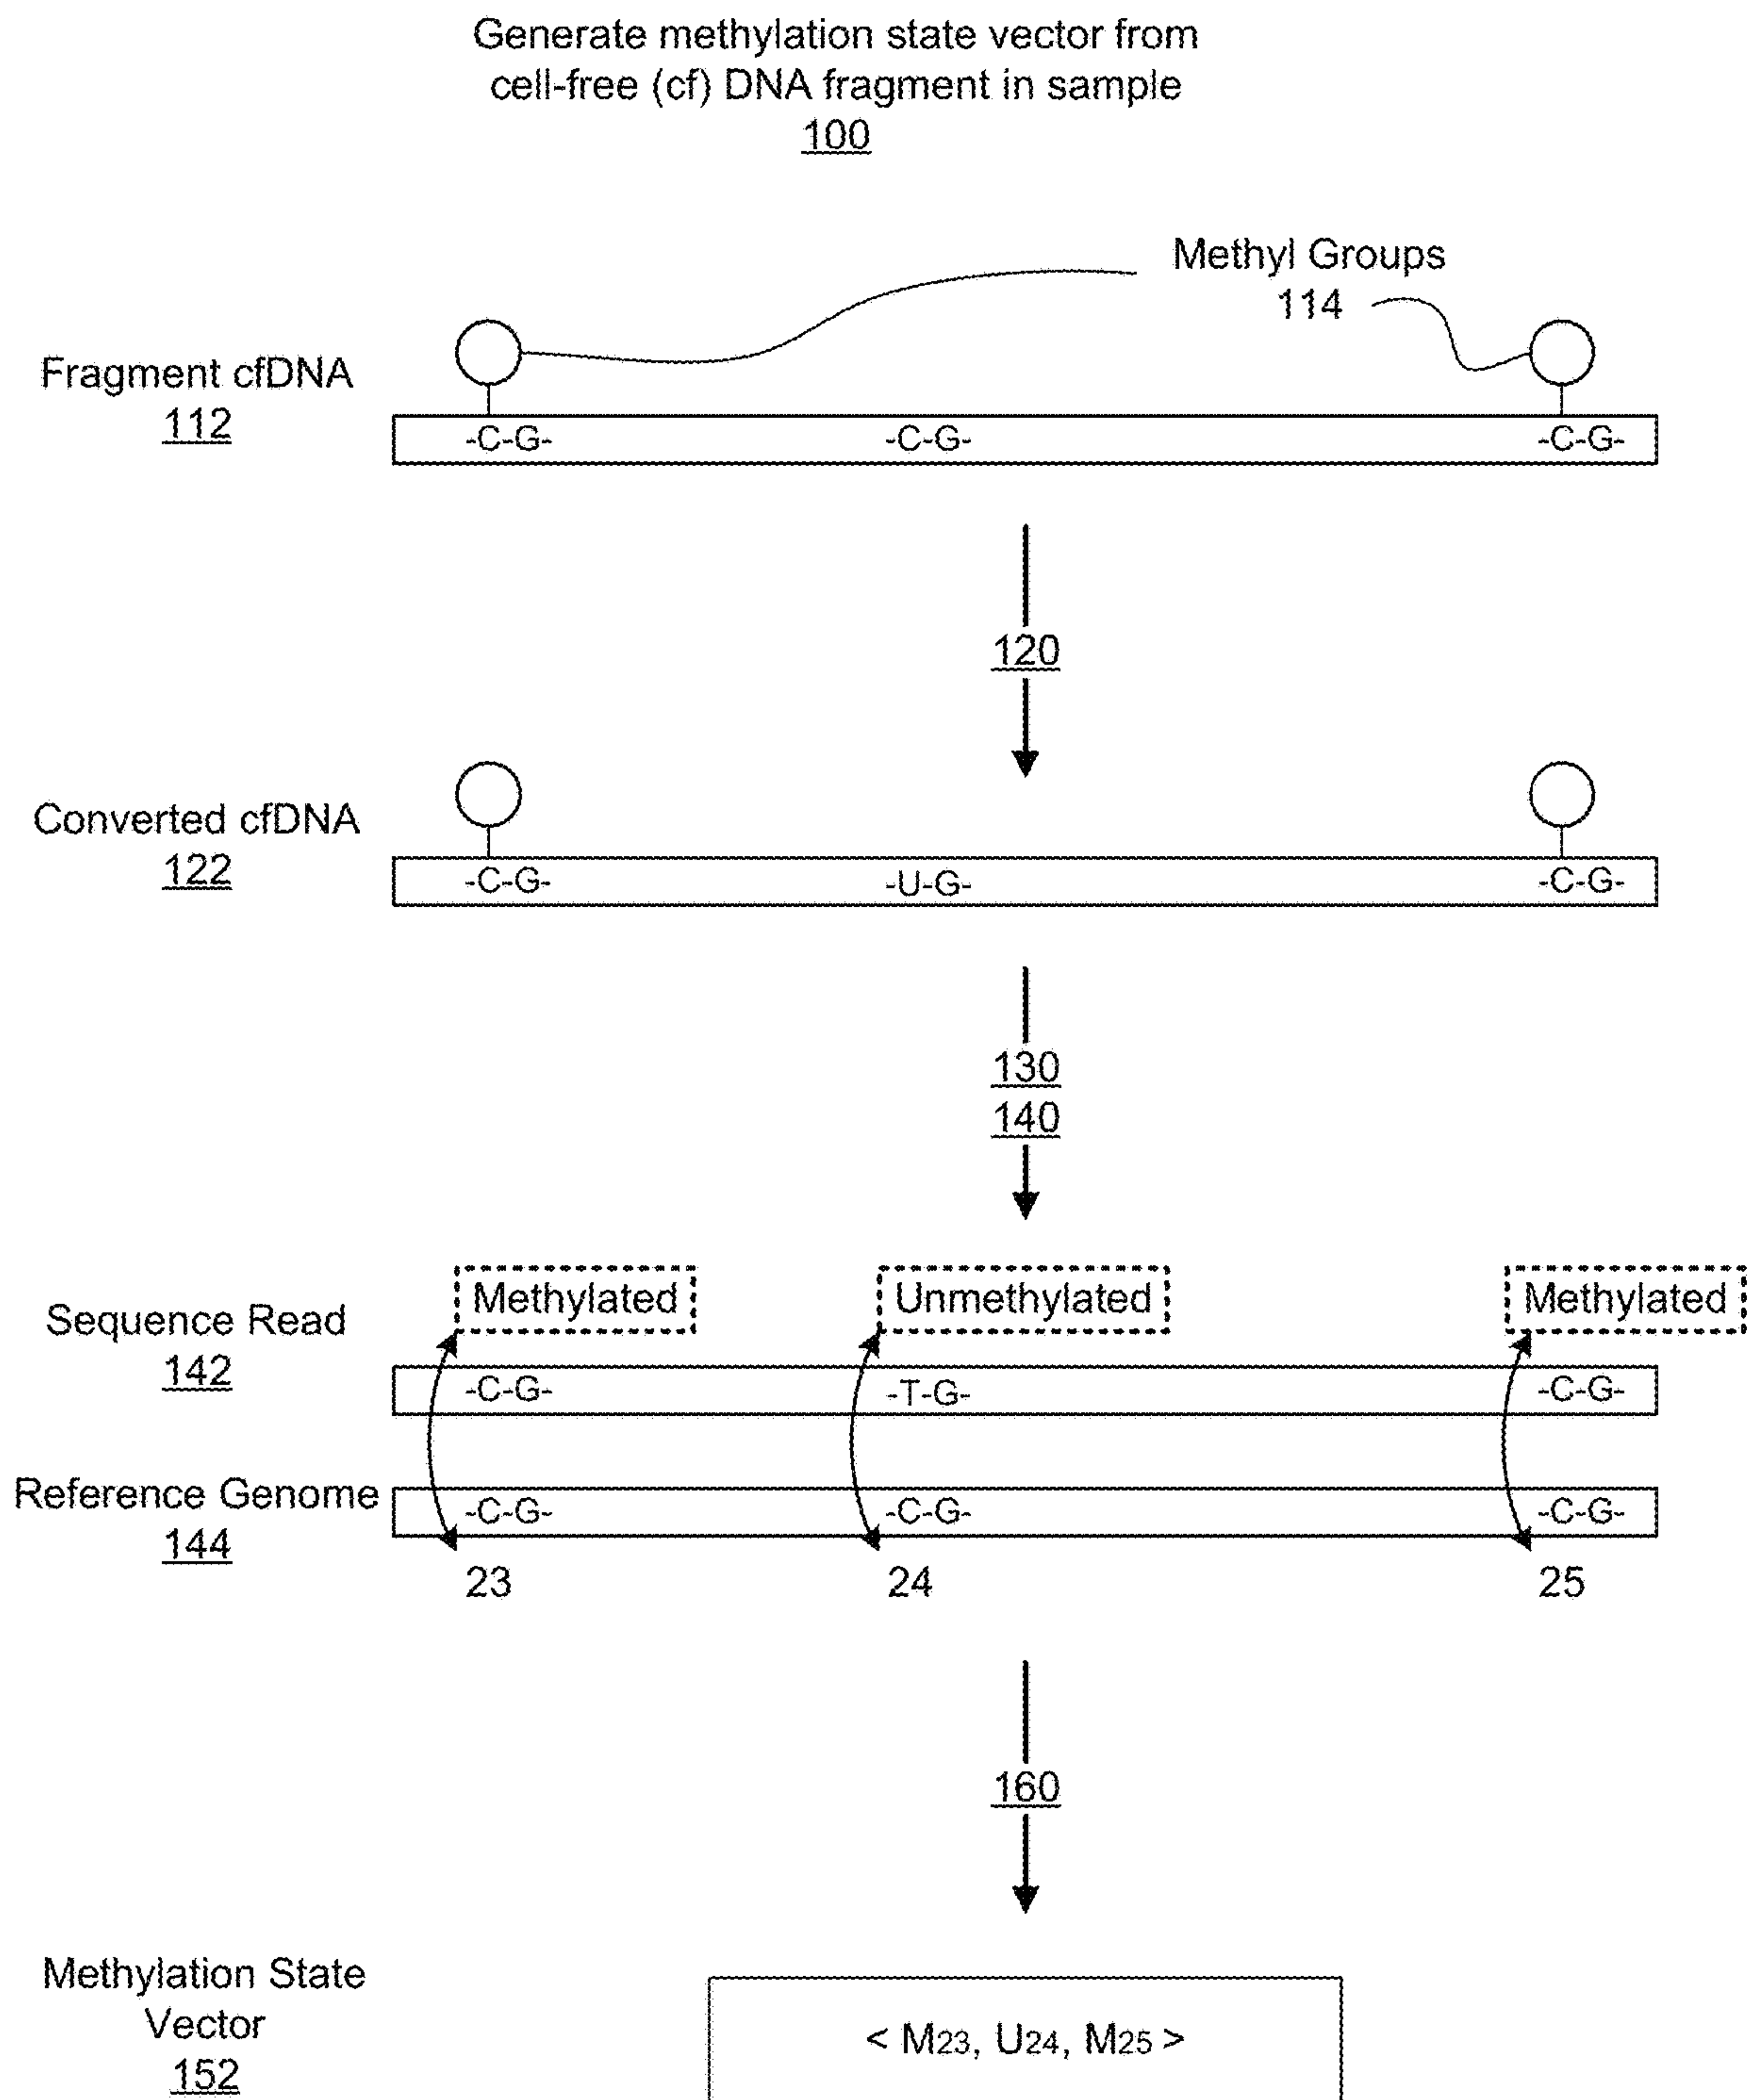 Generate methylation state vector from
cell-free (cf) DNA fragment in sample
100
Methyl Groups
114
Fragment cfDNA
112
-C-G- -C-G- -C-G-
120
Converted cfDNA
122
-C-G- -U-G- -C-G-
130
140
Methylated Unmethylated Methylated
Sequence Read
142
-C-G- -T-G- -C-G-
Reference Genome
144
-C-G- -C-G- -C-G-
23 24 25
160
Methylation State
Vector
152
< M23, U24, M25 >